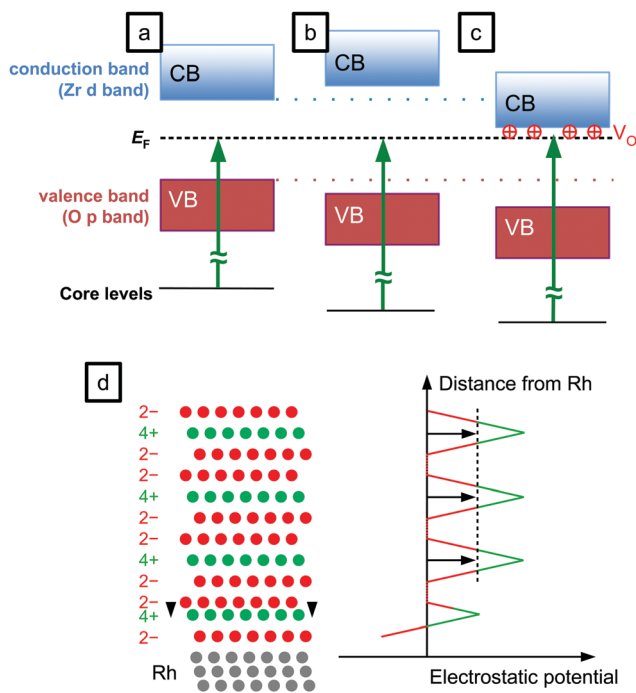 a
b
c
conduction band
(Zr d band)
CB
CB
CB
E_F
V_O
valence band
(O p band)
VB
VB
VB
Core levels
d
Distance from Rh
2−
4+
2−
2−
4+
2−
2−
4+
2−
2−
4+
2−
Rh
Electrostatic potential